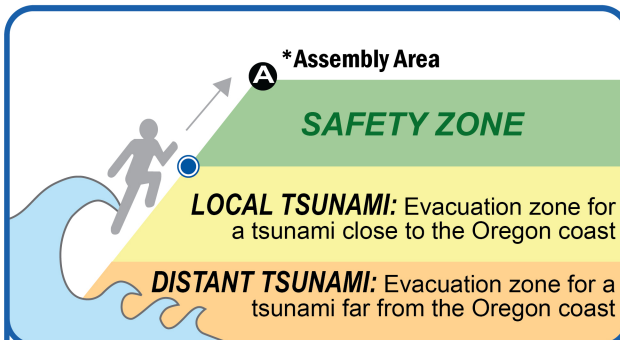 *Assembly Area
A
SAFETY ZONE
LOCAL TSUNAMI: Evacuation zone for
a tsunami close to the Oregon coast
DISTANT TSUNAMI: Evacuation zone for a
tsunami far from the Oregon coast